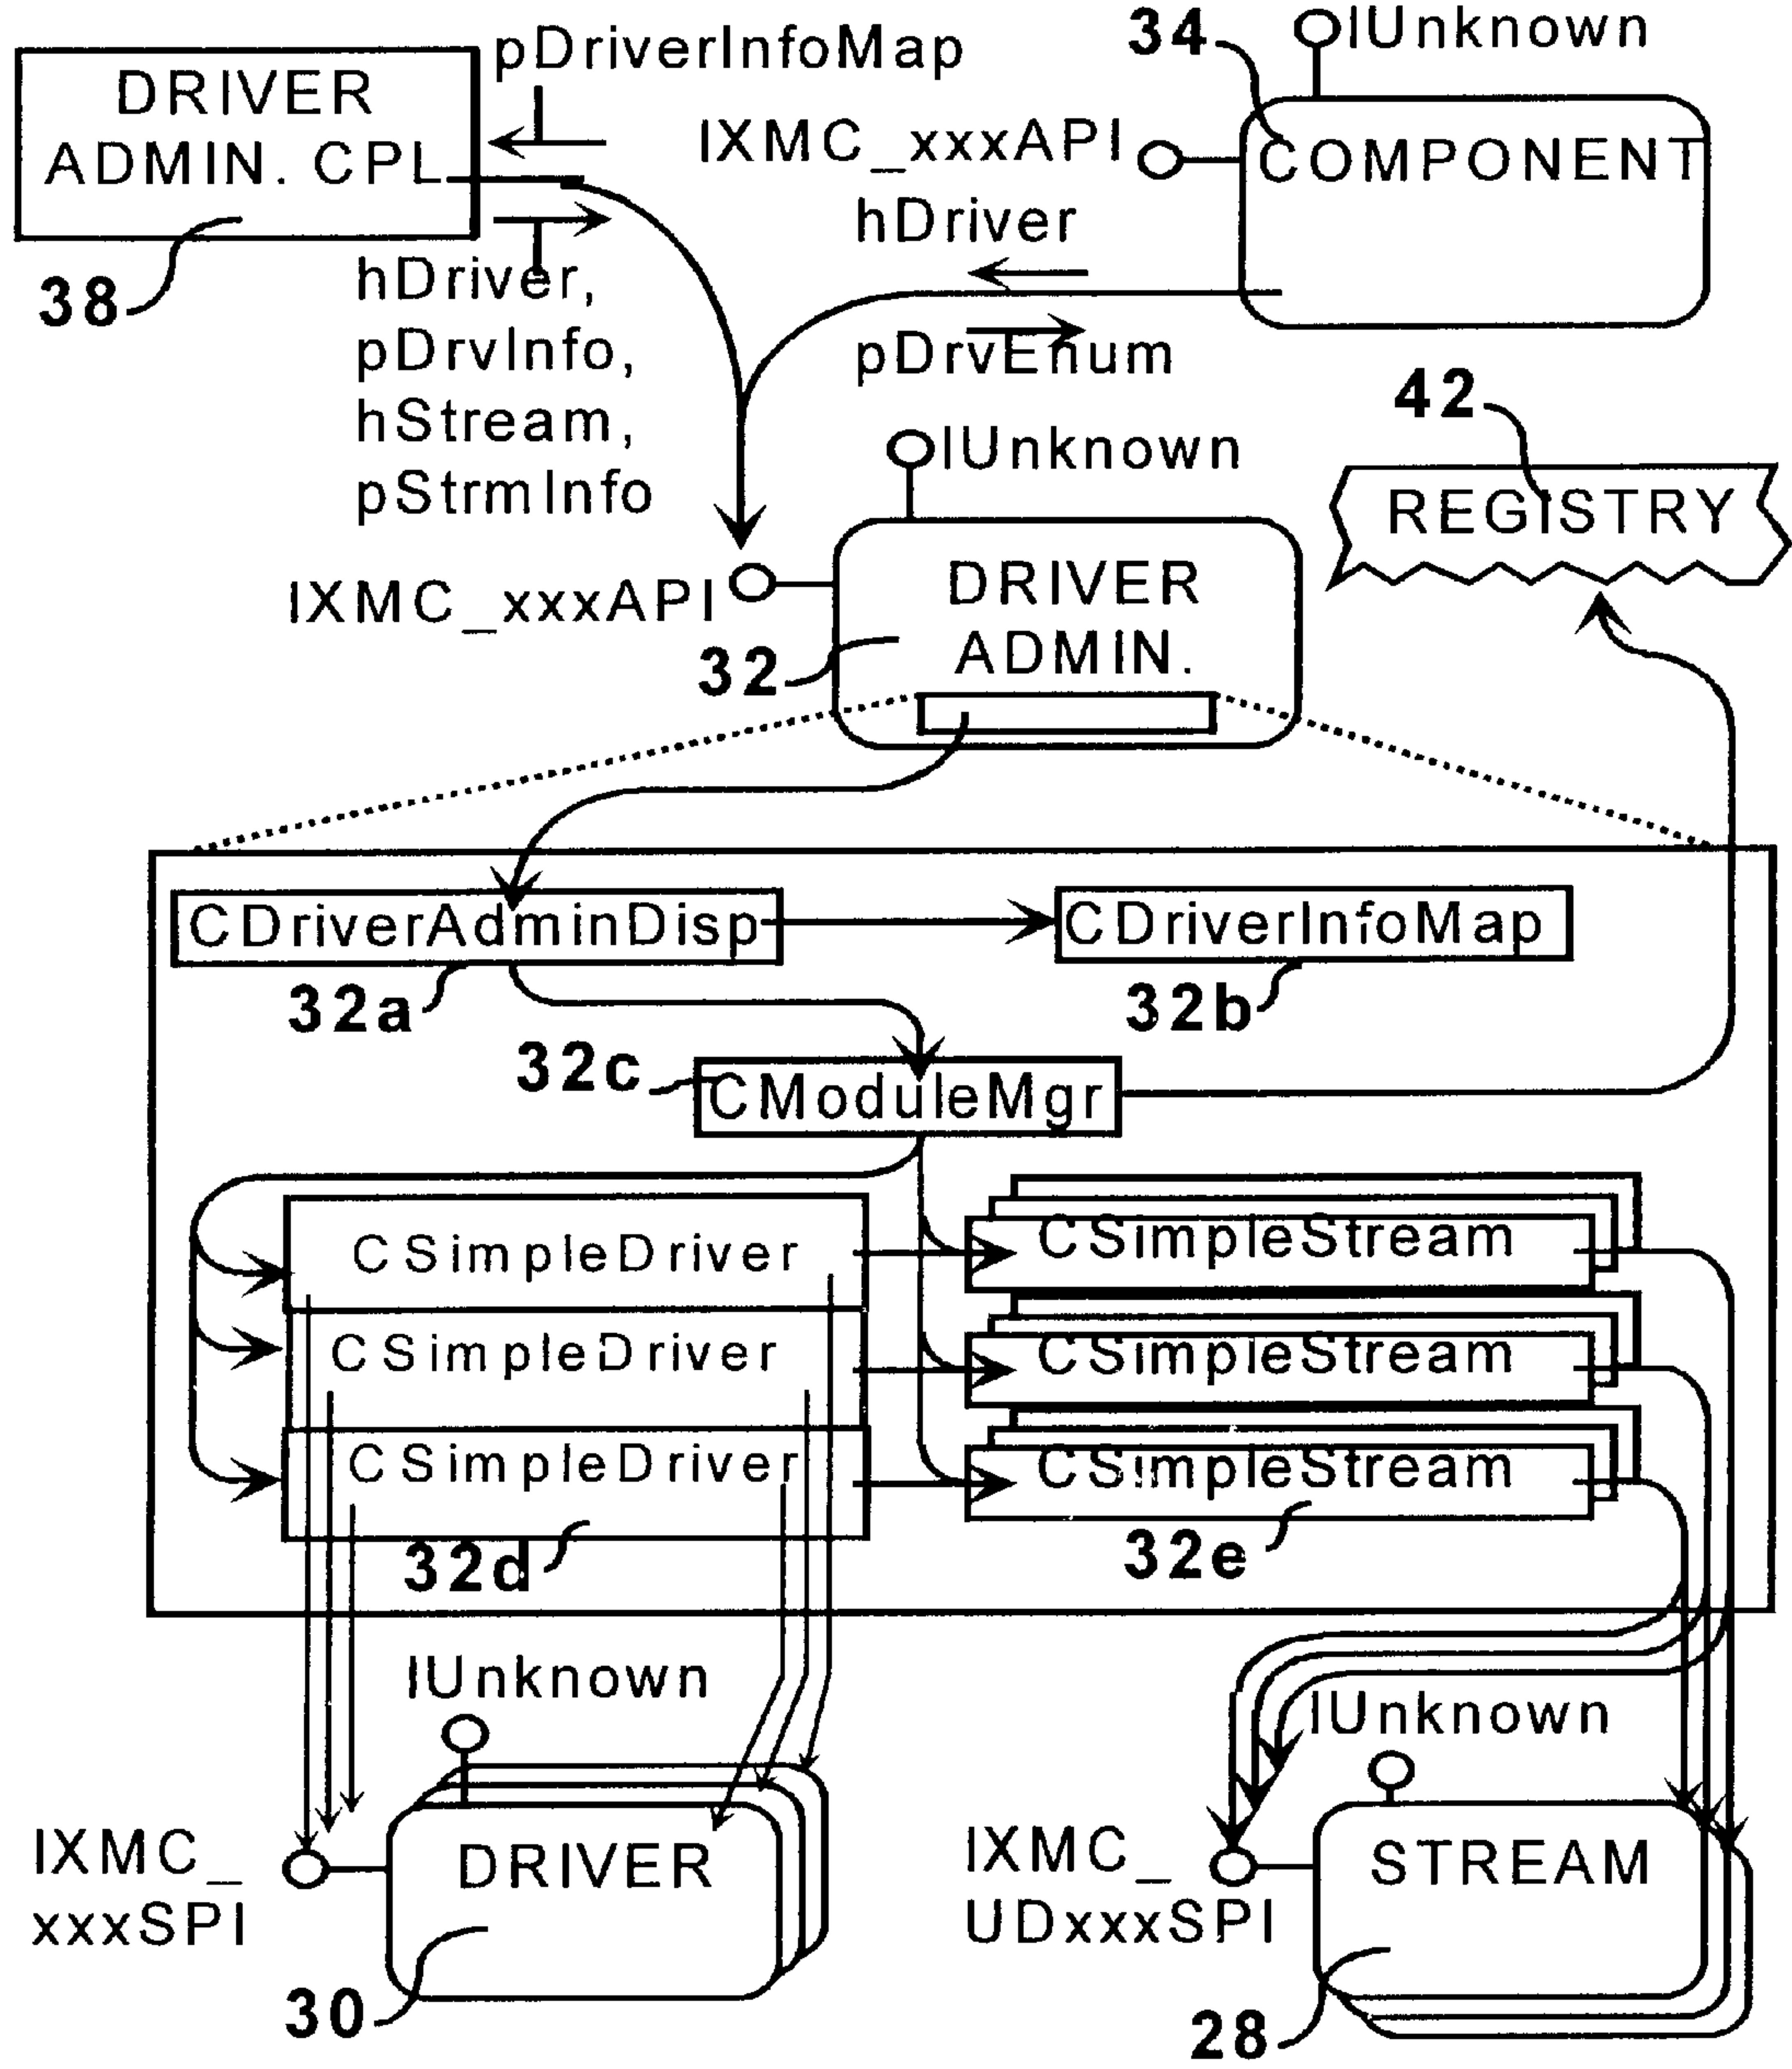 pDriverInfoMap
34
IUnknown
DRIVER
ADMIN. CPL
IXMC_xxxAPI
COMPONENT
38
hDriver
hDriver,
pDrvInfo,
hStream,
pStrmInfo
pDrvEnum
42
IUnknown
REGISTRY
IXMC_xxxAPI
DRIVER
ADMIN.
32
CDriverAdminDisp
CDriverInfoMap
32a
32b
32c
CModuleMgr
CSimpleDriver
CSimpleStream
CSimpleDriver
CSimpleStream
CSimpleDriver
CSimpleStream
32d
32e
IUnknown
IUnknown
IXMC_
xxxSPI
DRIVER
IXMC_
UDxxxSPI
STREAM
30
28